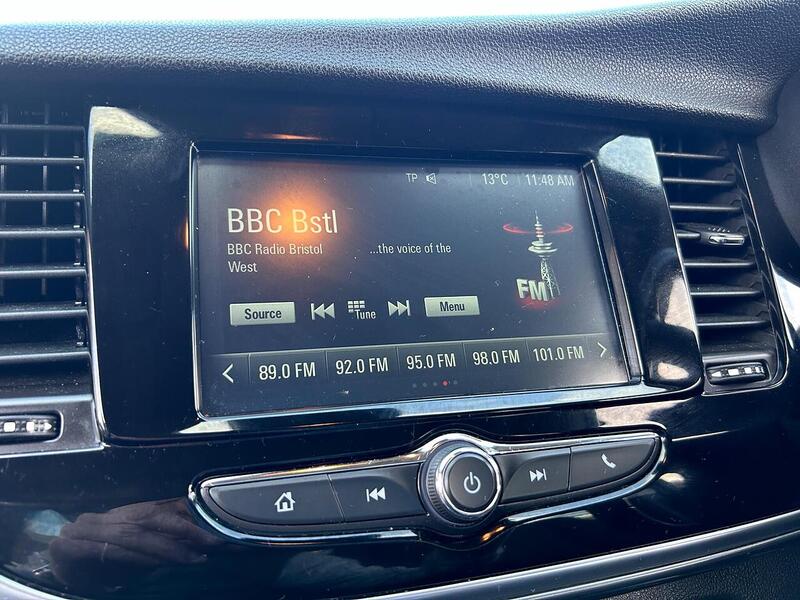 TP 13°C 11:48 AM
BBC Bstl
BBC Radio Bristol ...the voice of the
West
FM
Source Tune Menu
89.0 FM 92.0 FM 95.0 FM 98.0 FM 101.0 FM